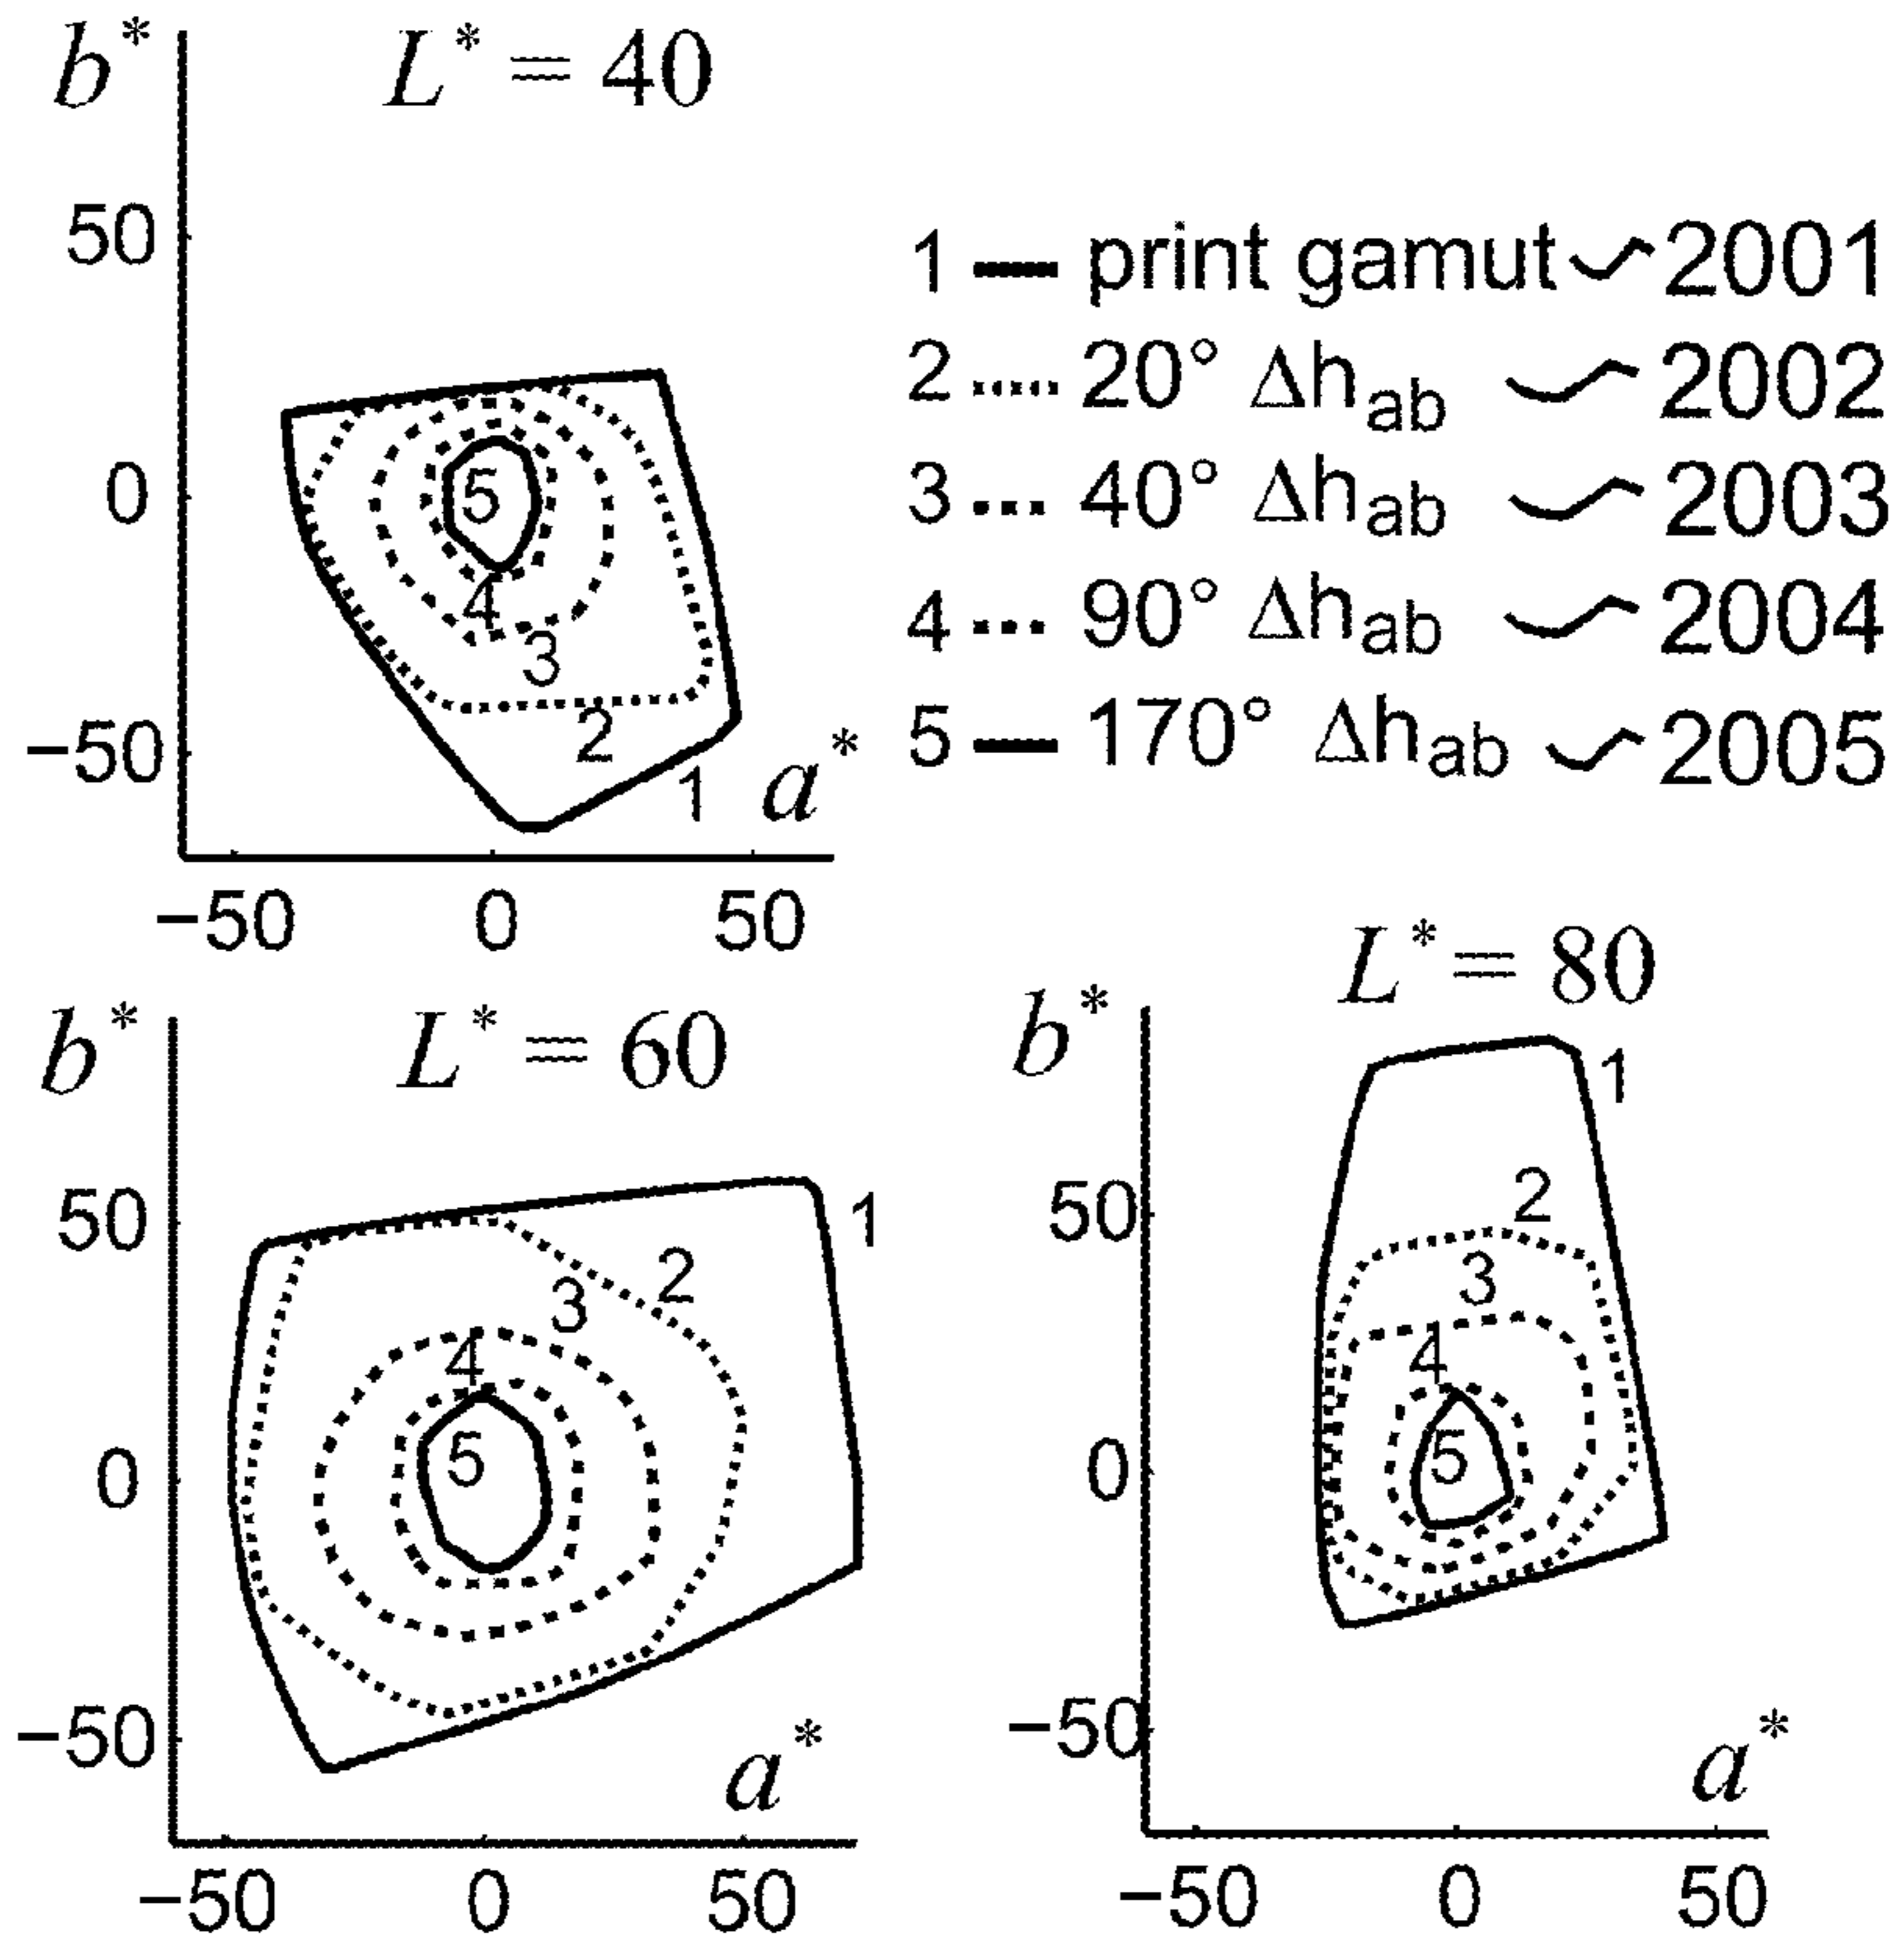 b* L* = 40
50
0
−50
a*
−50 0 50
5
4
3
2
1
1 print gamut 2001
2 20° Δhab 2002
3 40° Δhab 2003
4 90° Δhab 2004
5 170° Δhab 2005
b* L* = 60
50
0
−50
a*
−50 0 50
1
2
3
4
5
b* L* = 80
50
0
−50
a*
−50 0 50
1
2
3
4
5